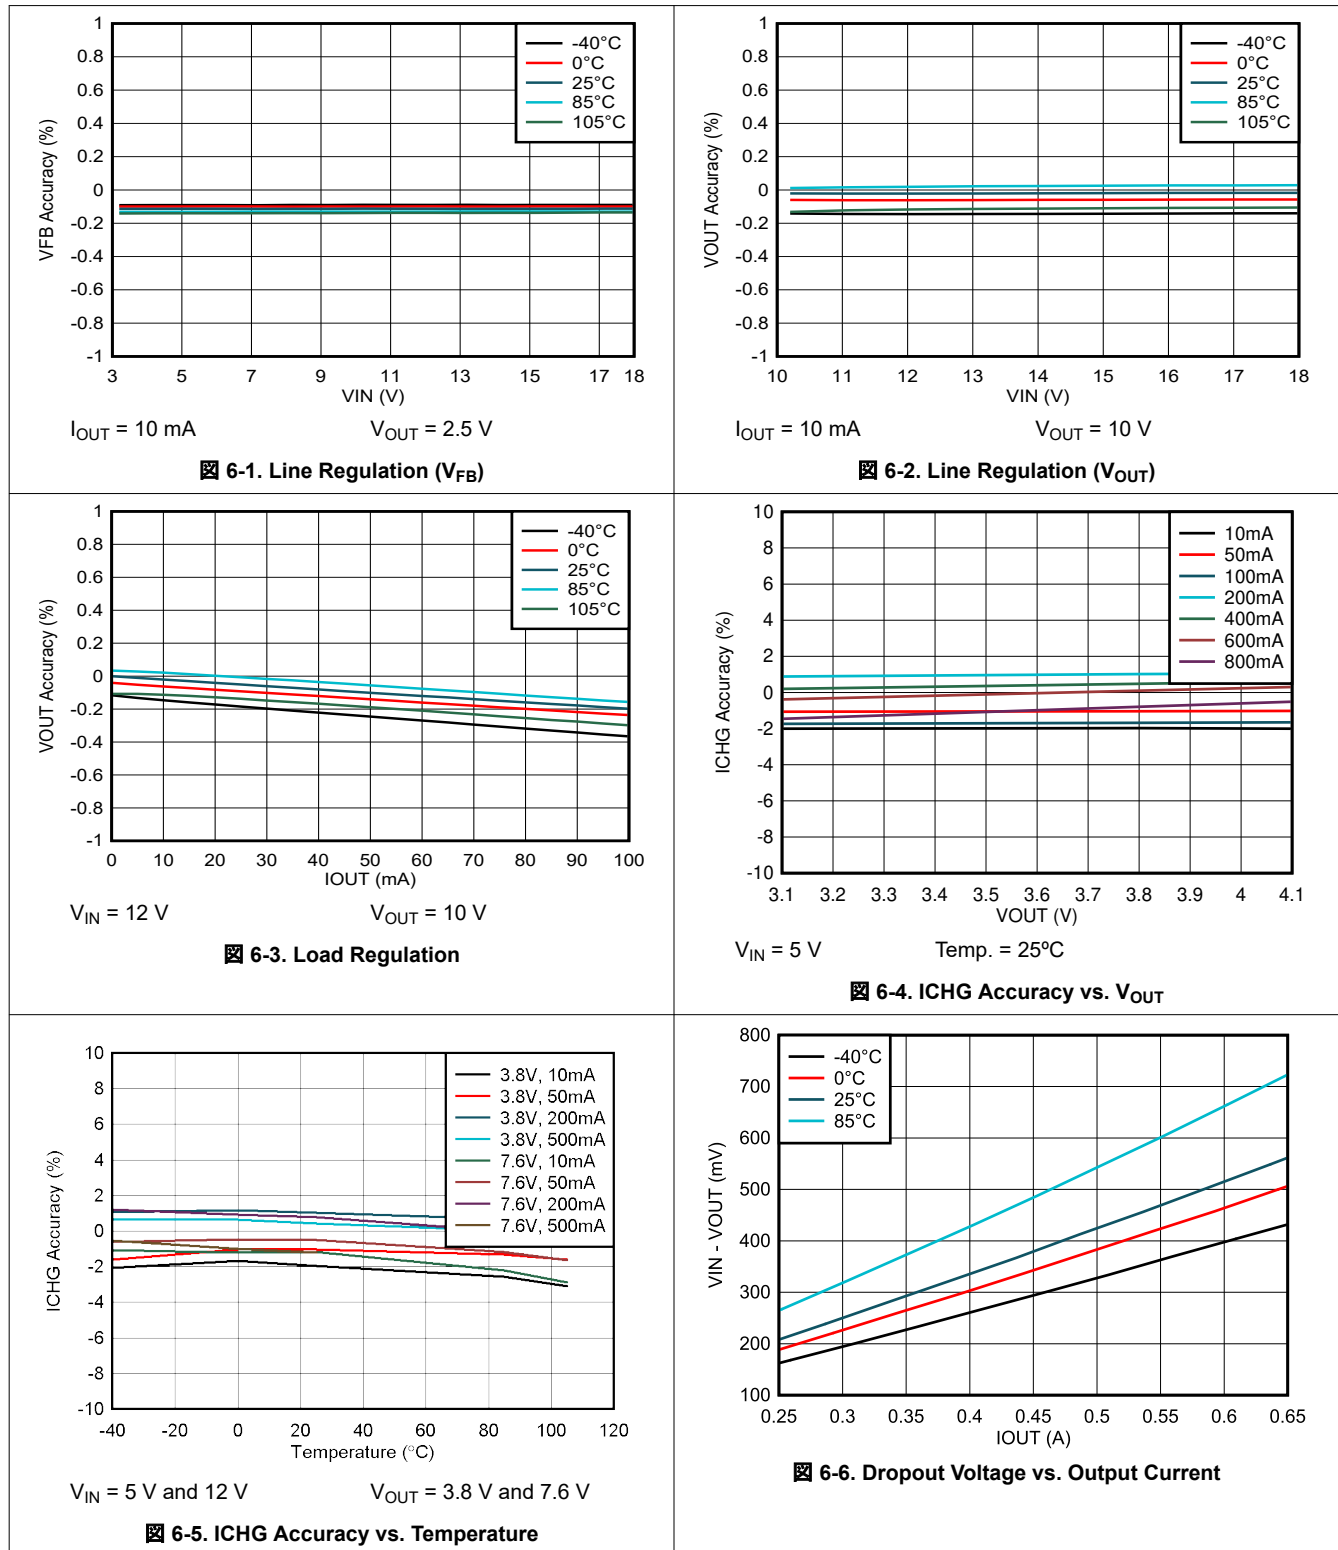 1
0.8
0.6
0.4
0.2
0
-0.2
-0.4
-0.6
-0.8
-1
VFB Accuracy (%)
-40°C
0°C
25°C
85°C
105°C
3 5 7 9 11 13 15 17 18
VIN (V)
IOUT = 10 mA VOUT = 2.5 V
図 6-1. Line Regulation (VFB)
1
0.8
0.6
0.4
0.2
0
-0.2
-0.4
-0.6
-0.8
-1
VOUT Accuracy (%)
-40°C
0°C
25°C
85°C
105°C
10 11 12 13 14 15 16 17 18
VIN (V)
IOUT = 10 mA VOUT = 10 V
図 6-2. Line Regulation (VOUT)
1
0.8
0.6
0.4
0.2
0
-0.2
-0.4
-0.6
-0.8
-1
VOUT Accuracy (%)
-40°C
0°C
25°C
85°C
105°C
0 10 20 30 40 50 60 70 80 90 100
IOUT (mA)
VIN = 12 V VOUT = 10 V
図 6-3. Load Regulation
10
8
6
4
2
0
-2
-4
-6
-8
-10
ICHG Accuracy (%)
10mA
50mA
100mA
200mA
400mA
600mA
800mA
3.1 3.2 3.3 3.4 3.5 3.6 3.7 3.8 3.9 4 4.1
VOUT (V)
VIN = 5 V Temp. = 25ºC
図 6-4. ICHG Accuracy vs. VOUT
10
8
6
4
2
0
-2
-4
-6
-8
-10
ICHG Accuracy (%)
3.8V, 10mA
3.8V, 50mA
3.8V, 200mA
3.8V, 500mA
7.6V, 10mA
7.6V, 50mA
7.6V, 200mA
7.6V, 500mA
-40 -20 0 20 40 60 80 100 120
Temperature (°C)
VIN = 5 V and 12 V VOUT = 3.8 V and 7.6 V
図 6-5. ICHG Accuracy vs. Temperature
800
700
600
500
400
300
200
100
VIN - VOUT (mV)
-40°C
0°C
25°C
85°C
0.25 0.3 0.35 0.4 0.45 0.5 0.55 0.6 0.65
IOUT (A)
図 6-6. Dropout Voltage vs. Output Current